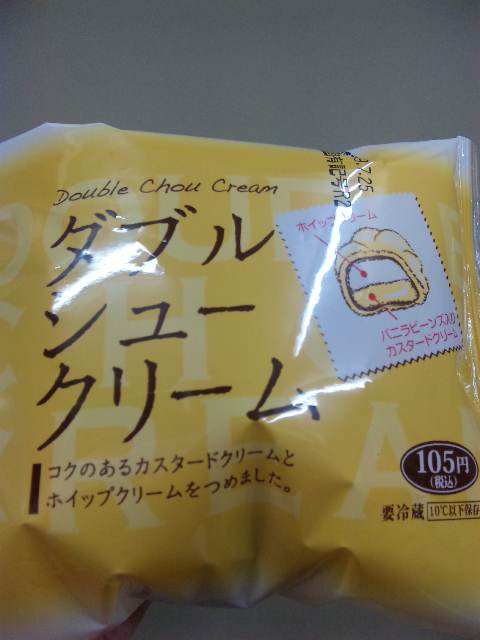 Double Chou Cream
ダブル
シュー
クリーム
コクのあるカスタードクリームと
ホイップクリームをつめました。
ホイップクリーム
バニラビーンズ入り
カスタードクリーム
105円
(税込)
要冷蔵 10℃以下保存